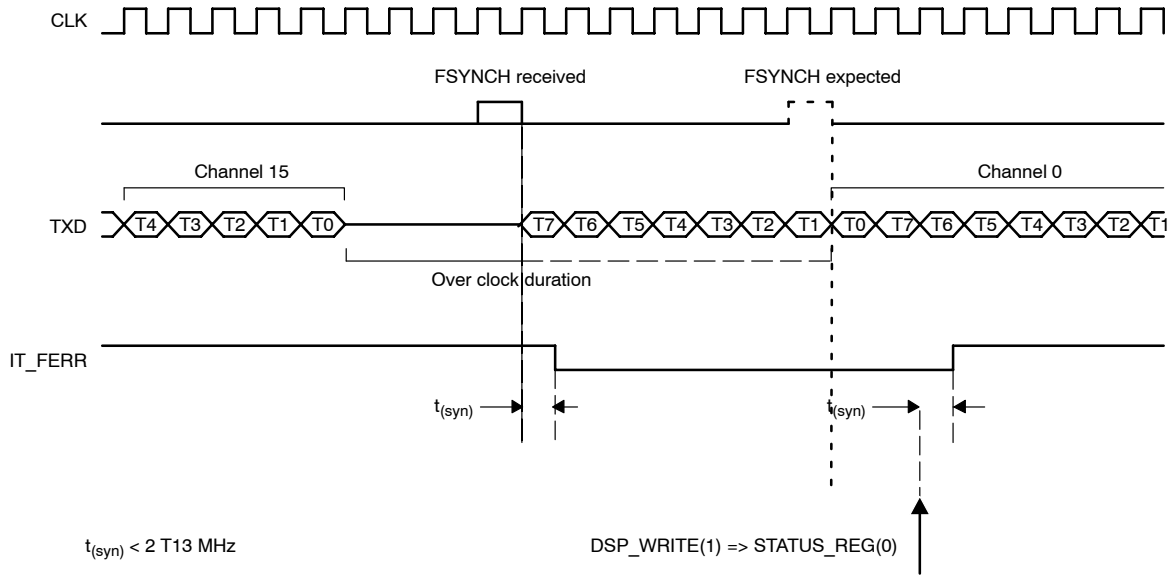 CLK
FSYNCH received
FSYNCH expected
Channel 15
Channel 0
TXD
T4 T3 T2 T1 T0 T7 T6 T5 T4 T3 T2 T1 T0 T7 T6 T5 T4 T3 T2 T1
Over clock duration
IT_FERR
t(syn)
t(syn)
t(syn) < 2 T13 MHz
DSP_WRITE(1) => STATUS_REG(0)